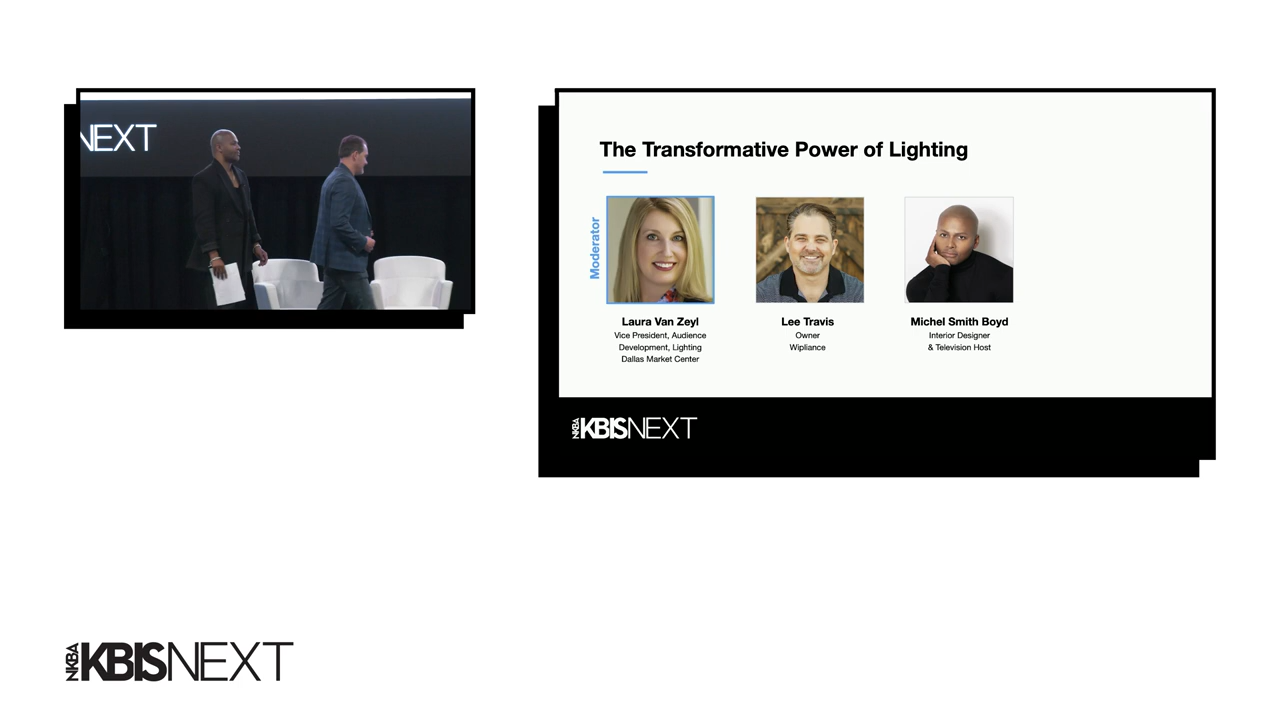 NEXT
The Transformative Power of Lighting
Moderator
Laura Van Zeyl
Vice President, Audience
Development, Lighting
Dallas Market Center
Lee Travis
Owner
Wipliance
Michel Smith Boyd
Interior Designer
& Television Host
NKBA KBISNEXT
NKBA KBISNEXT